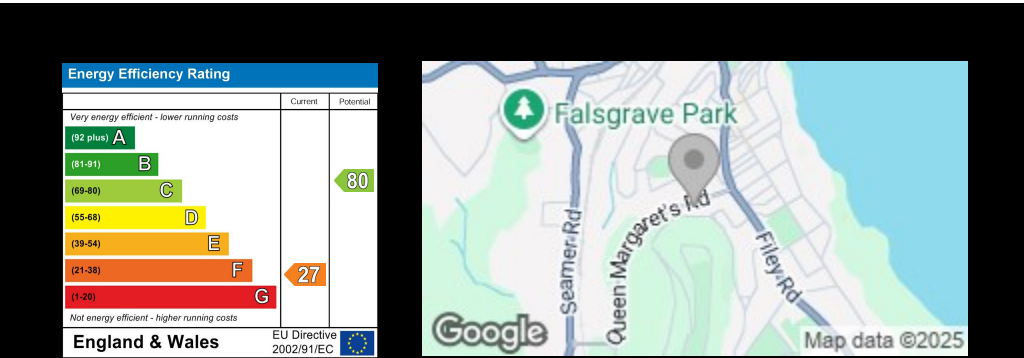 Energy Efficiency Rating
Current Potential
Very energy efficient - lower running costs
(92 plus) A
(81-91) B
(69-80) C
(55-68) D
(39-54) E
(21-38) F
(1-20) G
80
27
Not energy efficient - higher running costs
England & Wales
EU Directive
2002/91/EC
Falsgrave Park
Seamer Rd
Queen Margaret's Rd
Filey Rd
Google
Map data ©2025